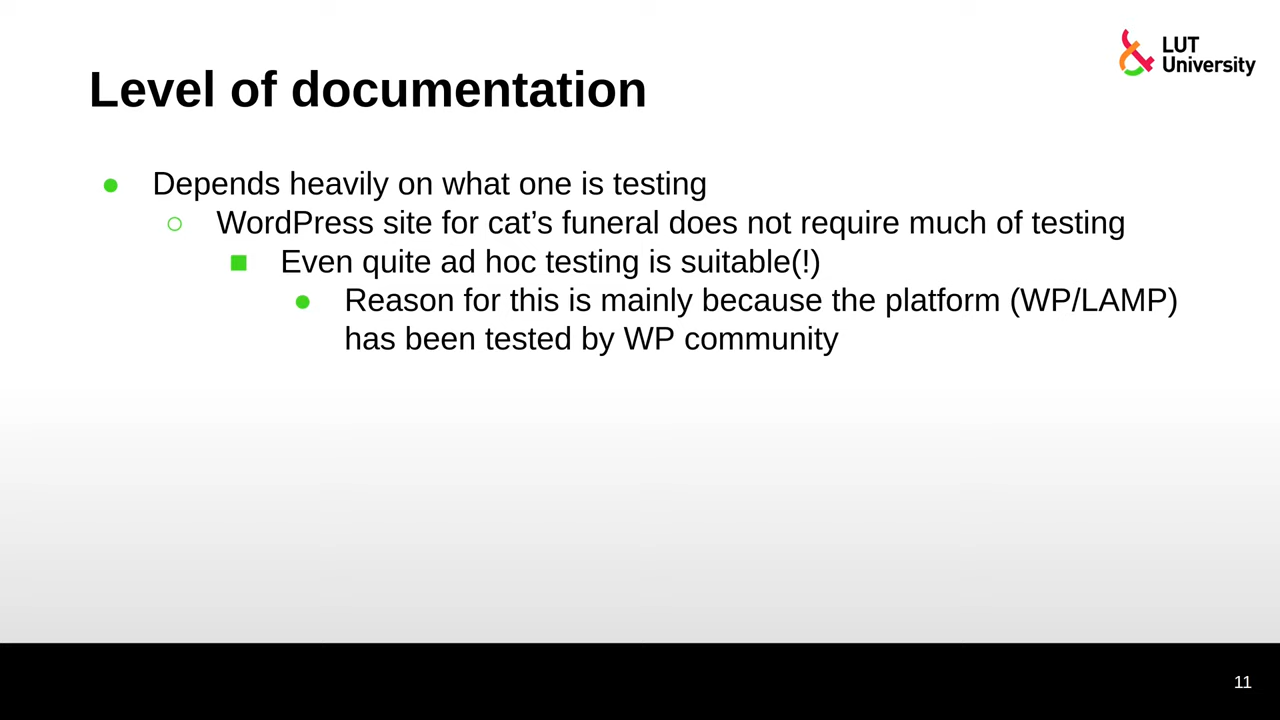 LUT
University
Level of documentation
Depends heavily on what one is testing
WordPress site for cat’s funeral does not require much of testing
Even quite ad hoc testing is suitable(!)
Reason for this is mainly because the platform (WP/LAMP)
has been tested by WP community
11